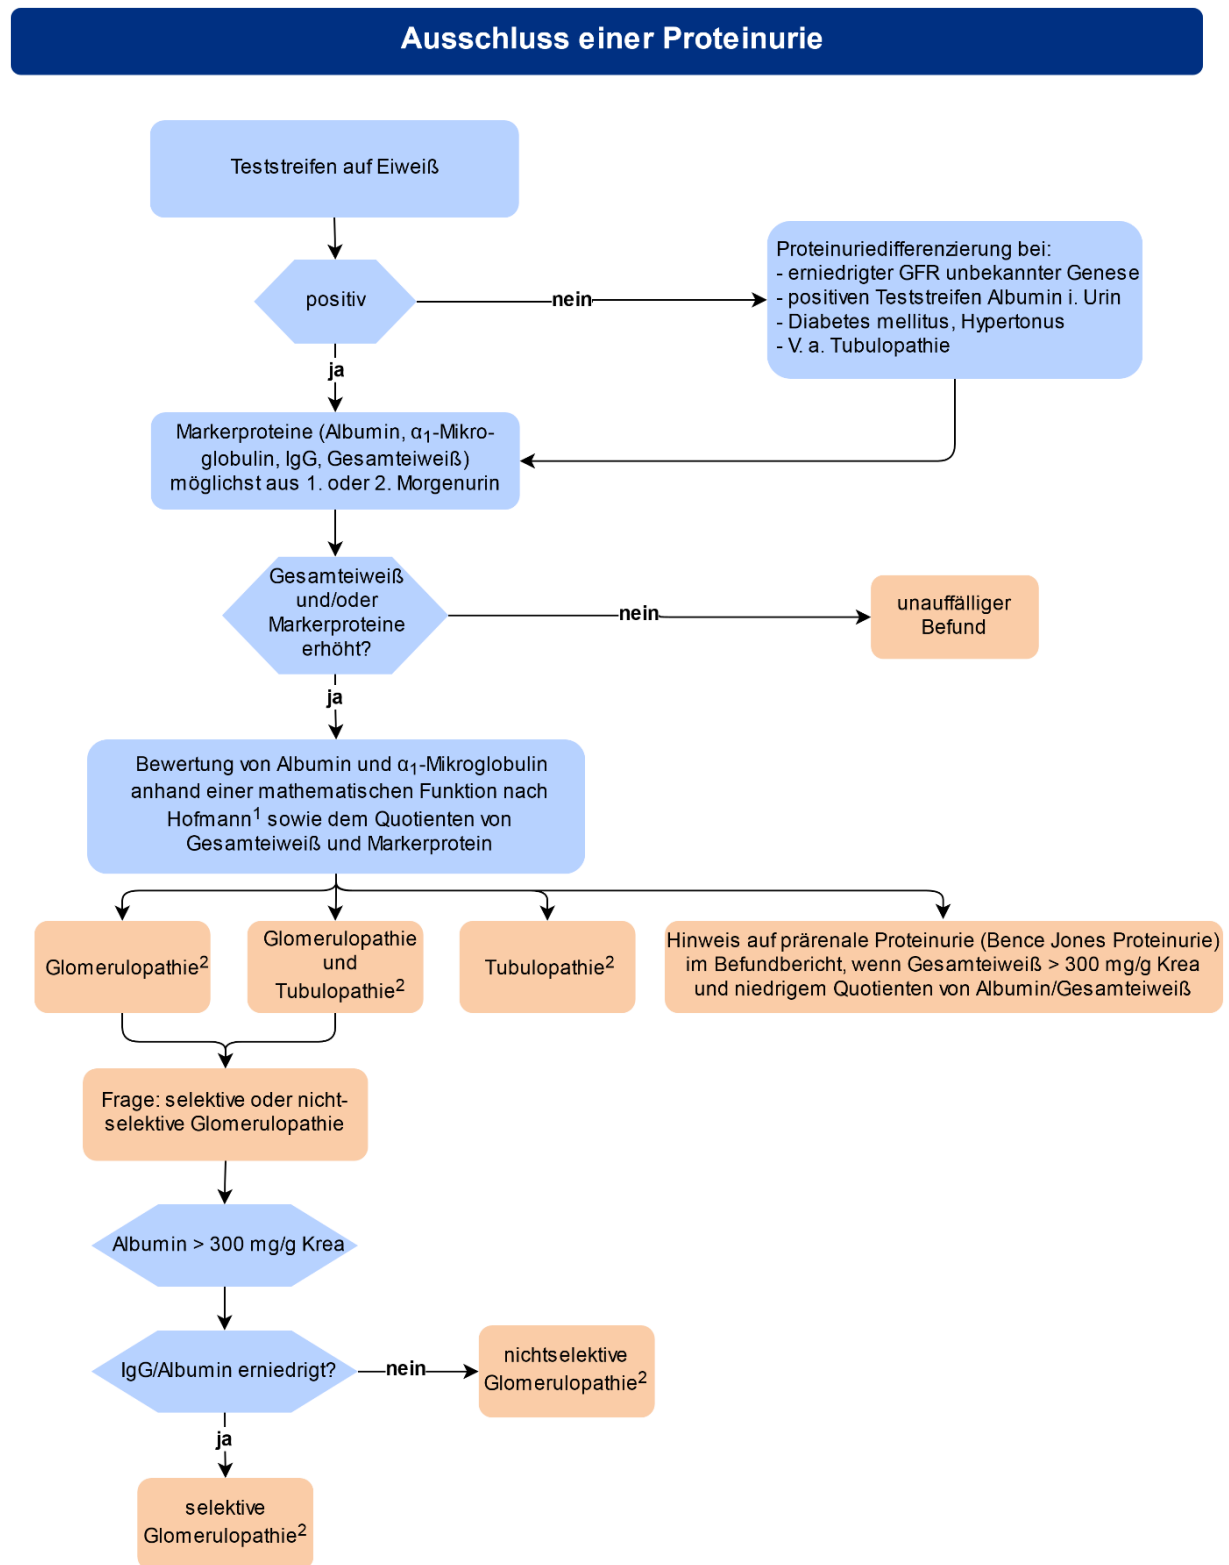 Ausschluss einer Proteinurie
Teststreifen auf Eiweiß
positiv
nein
Proteinuriedifferenzierung bei:
- erniedrigter GFR unbekannter Genese
- positiven Teststreifen Albumin i. Urin
- Diabetes mellitus, Hypertonus
- V. a. Tubulopathie
ja
Markerproteine (Albumin, α₁-Mikro-
globulin, IgG, Gesamteiweiß)
möglichst aus 1. oder 2. Morgenurin
Gesamteiweiß
und/oder
Markerproteine
erhöht?
nein
unauffälliger
Befund
ja
Bewertung von Albumin und α₁-Mikroglobulin
anhand einer mathematischen Funktion nach
Hofmann¹ sowie dem Quotienten von
Gesamteiweiß und Markerprotein
Glomerulopathie²
Glomerulopathie
und
Tubulopathie²
Tubulopathie²
Hinweis auf prärenale Proteinurie (Bence Jones Proteinurie)
im Befundbericht, wenn Gesamteiweiß > 300 mg/g Krea
und niedrigem Quotienten von Albumin/Gesamteiweiß
Frage: selektive oder nicht-
selektive Glomerulopathie
Albumin > 300 mg/g Krea
IgG/Albumin erniedrigt?
nein
nichtselektive
Glomerulopathie²
ja
selektive
Glomerulopathie²